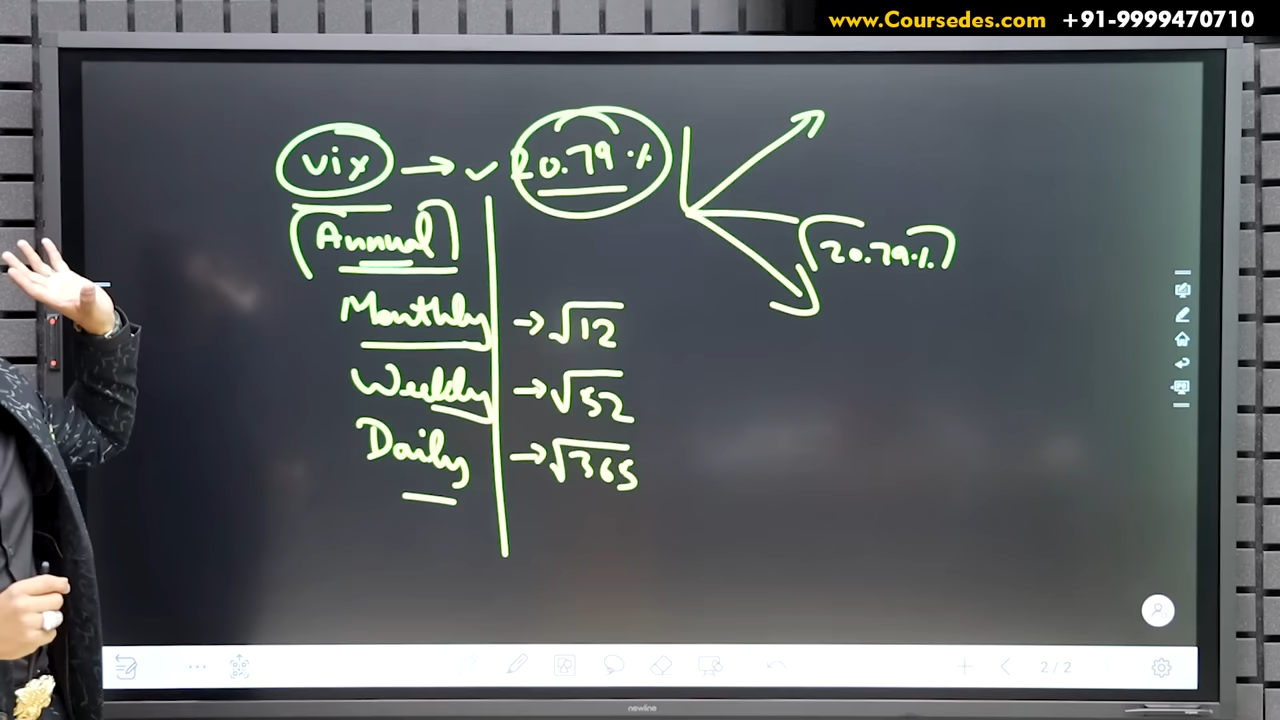 www.Coursedes.com +91-9999470710
Vix → ✓ 20.79%
(Annual)
(20.79%)
Monthly → √12
Weekly → √52
Daily → √365
2/2
newline